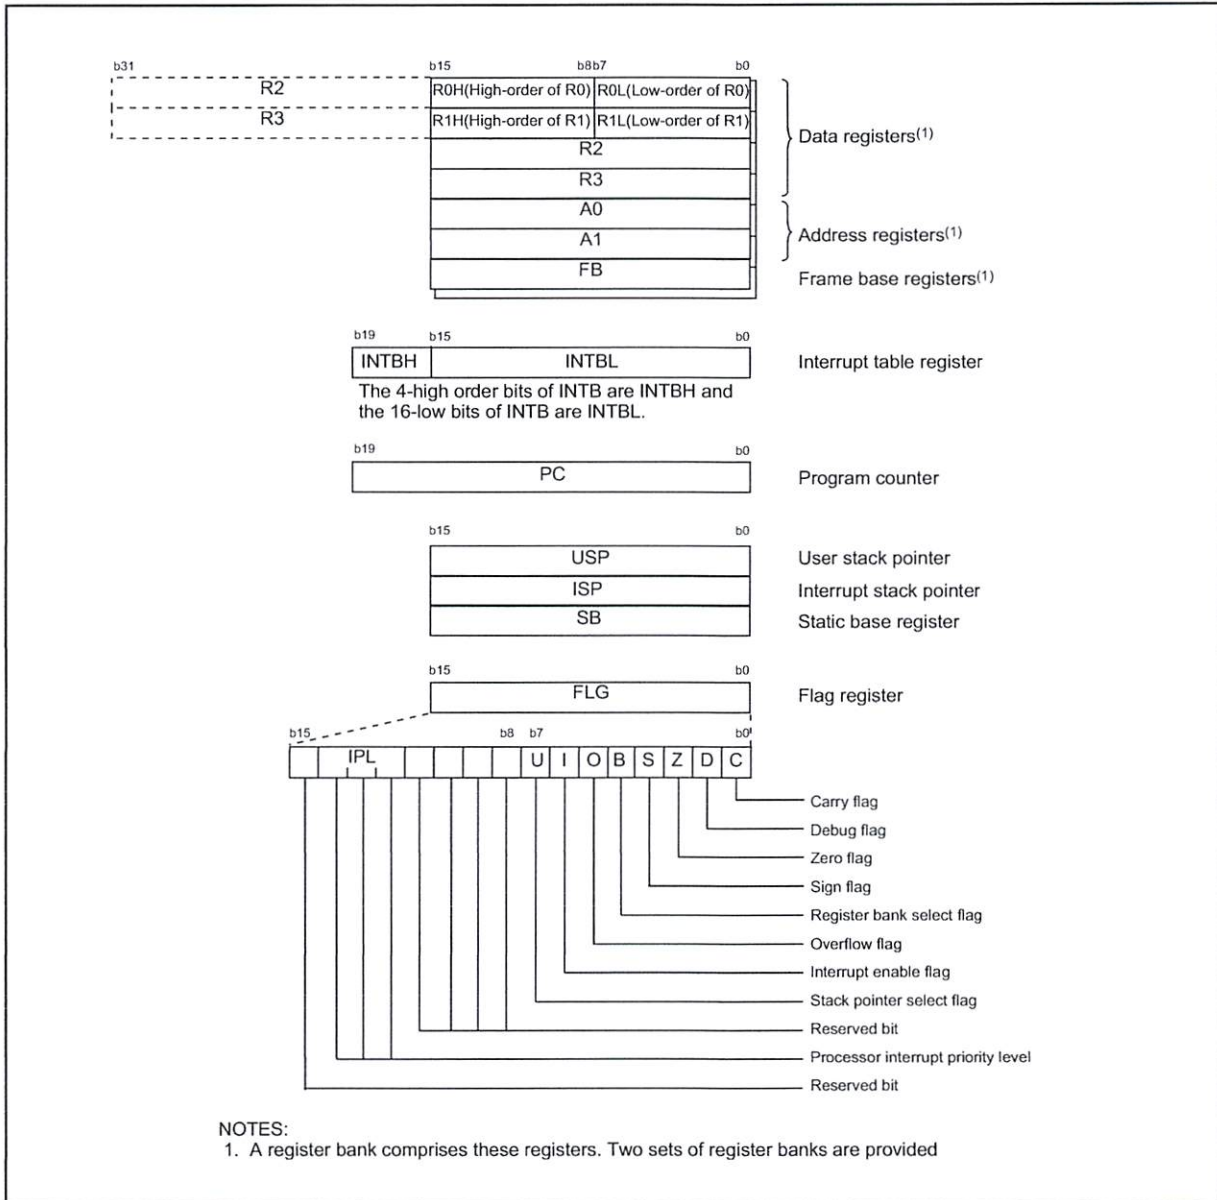 b31 b15 b8b7 b0
R2 R0H(High-order of R0) R0L(Low-order of R0)
R3 R1H(High-order of R1) R1L(Low-order of R1)
Data registers(1)
R2
R3
A0
A1
Address registers(1)
FB
Frame base registers(1)
b19 b15 b0
INTBH INTBL Interrupt table register
The 4-high order bits of INTB are INTBH and
the 16-low bits of INTB are INTBL.
b19 b0
PC Program counter
b15 b0
USP User stack pointer
ISP Interrupt stack pointer
SB Static base register
b15 b0
FLG Flag register
b15 b8 b7 b0
IPL U I O B S Z D C
Carry flag
Debug flag
Zero flag
Sign flag
Register bank select flag
Overflow flag
Interrupt enable flag
Stack pointer select flag
Reserved bit
Processor interrupt priority level
Reserved bit
NOTES:
1. A register bank comprises these registers. Two sets of register banks are provided